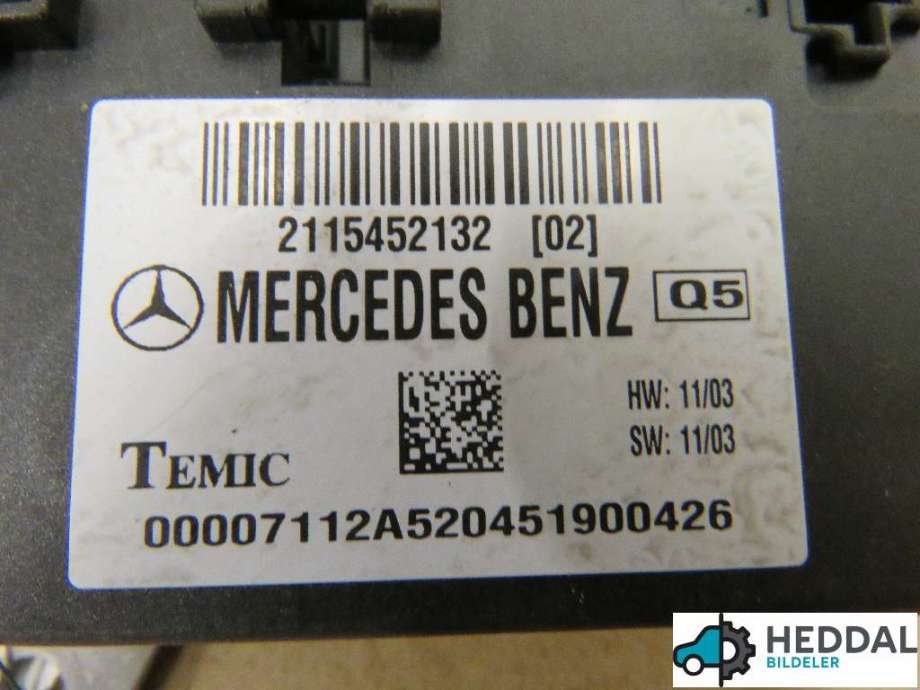 2115452132 [02]
MERCEDES BENZ Q5
HW: 11/03
SW: 11/03
TEMIC
00007112A520451900426
HEDDAL
BILDELER